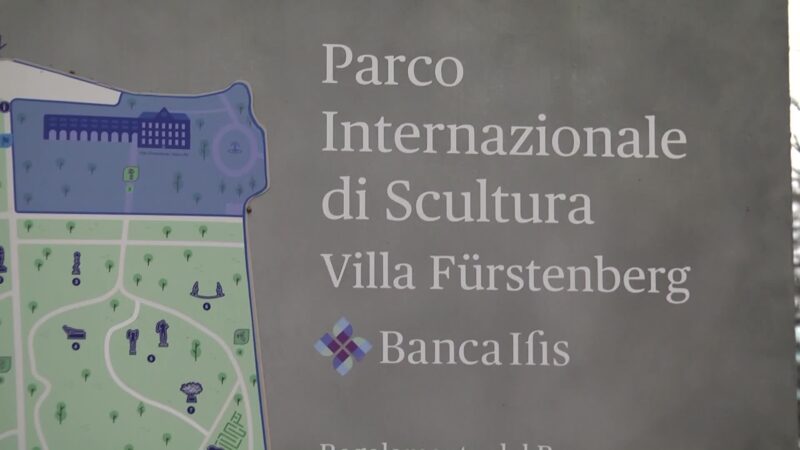 Parco
Internazionale
di Scultura
Villa Fürstenberg
Banca Ifis